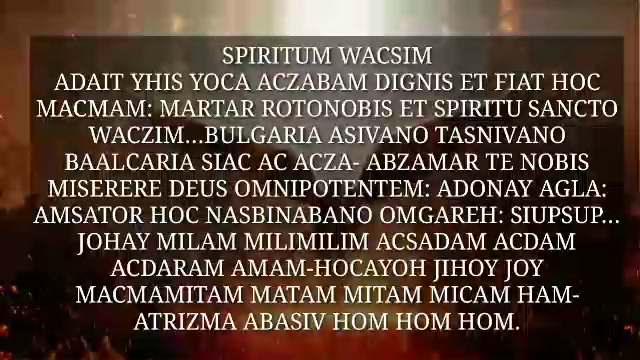 SPIRITUM WACSIM
ADAIT YHIS YOCA ACZABAM DIGNIS ET FIAT HOC
MACMAM: MARTAR ROTONOBIS ET SPIRITU SANCTO
WACZIM...BULGARIA ASIVANO TASNIVANO
BAALCARIA SIAC AC ACZA- ABZAMAR TE NOBIS
MISERERE DEUS OMNIPOTENTEM: ADONAY AGLA:
AMSATOR HOC NASBINABANO OMGAREH: SIUPSUP...
JOHAY MILAM MILIMILIM ACSADAM ACDAM
ACDARAM AMAM-HOCAYOH JIHOY JOY
MACMAMITAM MATAM MITAM MICAM HAM-
ATRIZMA ABASIV HOM HOM HOM.